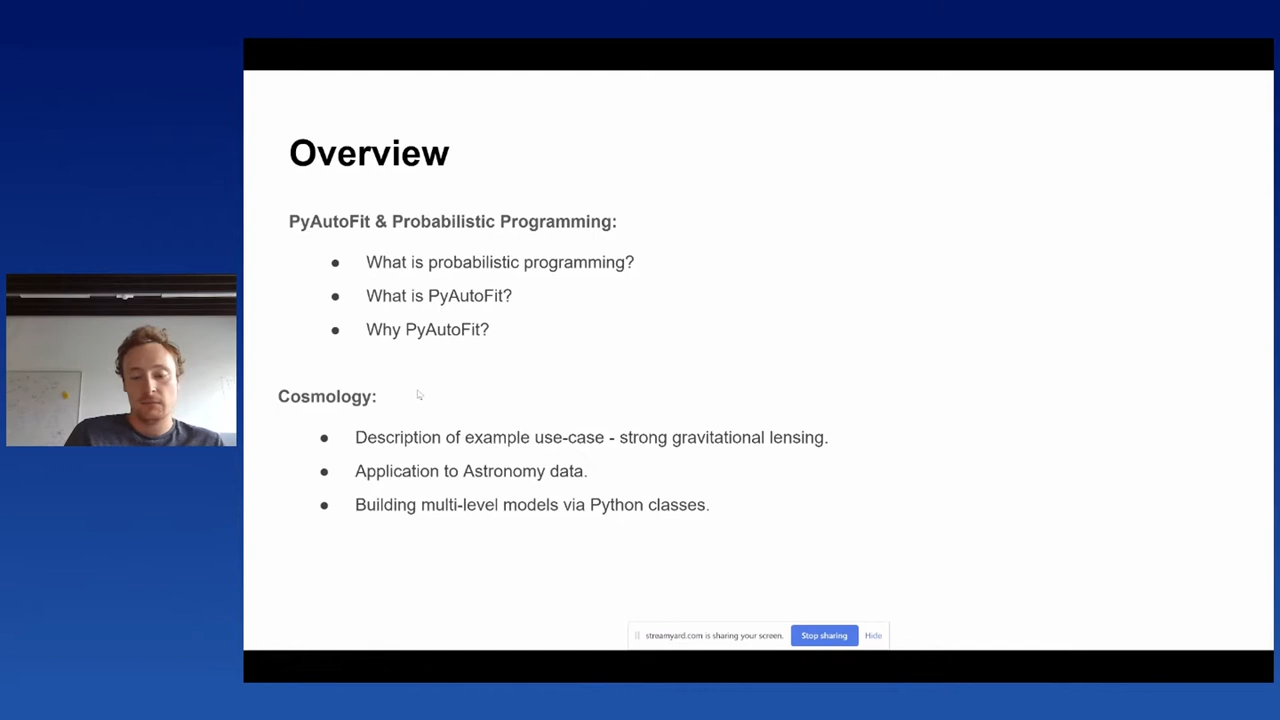 Overview
PyAutoFit & Probabilistic Programming:
● What is probabilistic programming?
● What is PyAutoFit?
● Why PyAutoFit?
Cosmology:
● Description of example use-case - strong gravitational lensing.
● Application to Astronomy data.
● Building multi-level models via Python classes.
streamyard.com is sharing your screen. Stop sharing Hide